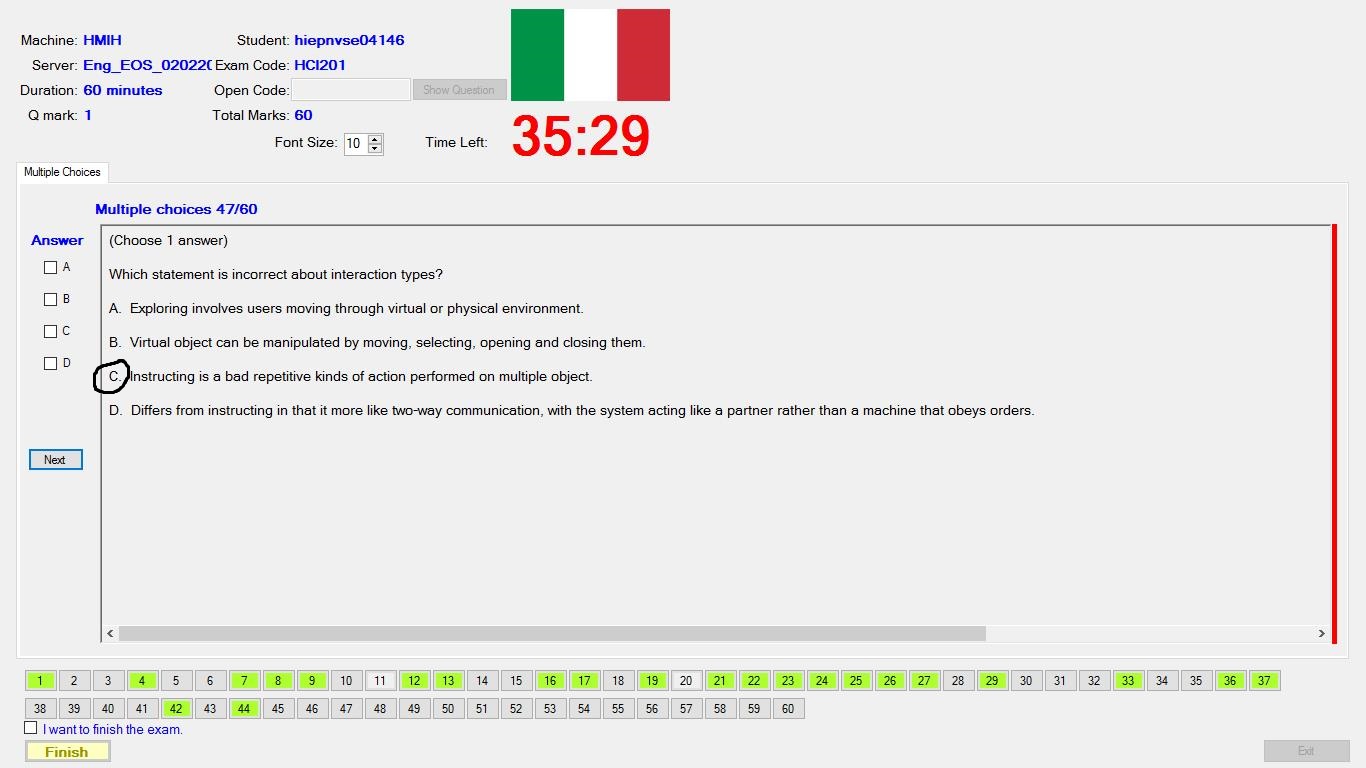 Machine: HMIH Student: hiepnvse04146
Server: Eng_EOS_02022( Exam Code: HCI201
Duration: 60 minutes Open Code: Show Question
Q mark: 1 Total Marks: 60
Font Size: 10 Time Left: 35:29
Multiple Choices
Multiple choices 47/60
Answer
(Choose 1 answer)
A
Which statement is incorrect about interaction types?
B
A. Exploring involves users moving through virtual or physical environment.
C
B. Virtual object can be manipulated by moving, selecting, opening and closing them.
D
C. Instructing is a bad repetitive kinds of action performed on multiple object.
D. Differs from instructing in that it more like two-way communication, with the system acting like a partner rather than a machine that obeys orders.
Next
1 2 3 4 5 6 7 8 9 10 11 12 13 14 15 16 17 18 19 20 21 22 23 24 25 26 27 28 29 30 31 32 33 34 35 36 37
38 39 40 41 42 43 44 45 46 47 48 49 50 51 52 53 54 55 56 57 58 59 60
I want to finish the exam.
Finish Exit